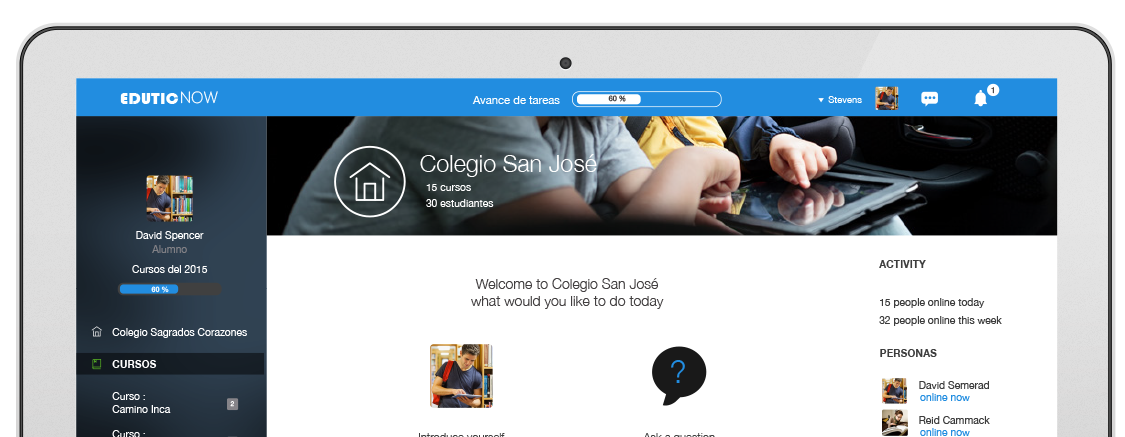 EDUTICNOW
Avance de tareas
60 %
Stevens
1
Colegio San José
15 cursos
30 estudiantes
David Spencer
Alumno
Cursos del 2015
60 %
Colegio Sagrados Corazones
CURSOS
Curso :
Camino Inca
2
Curso :
Welcome to Colegio San José
what would you like to do today
?
Introduce yourself
Ask a question
ACTIVITY
15 people online today
32 people online this week
PERSONAS
David Semerad
online now
Reid Cammack
online now